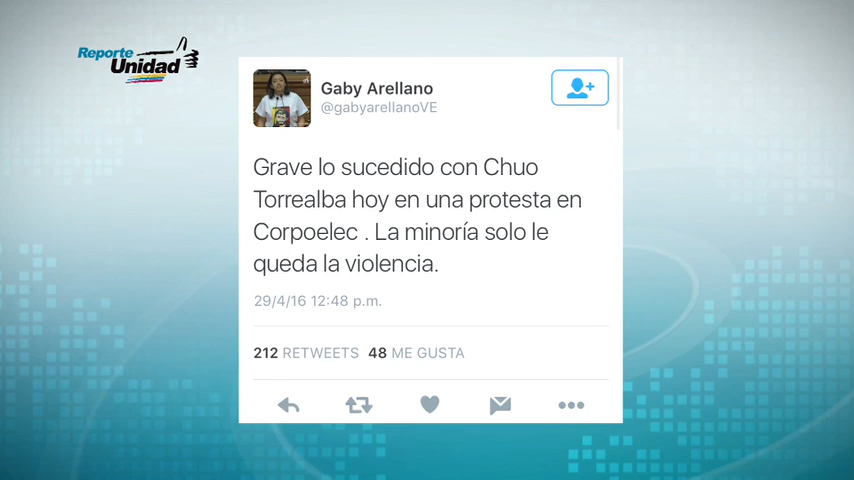 Reporte
Unidad
Gaby Arellano
@gabyarellanoVE
Grave lo sucedido con Chuo
Torrealba hoy en una protesta en
Corpoelec . La minoría solo le
queda la violencia.
29/4/16 12:48 p.m.
212 RETWEETS 48 ME GUSTA